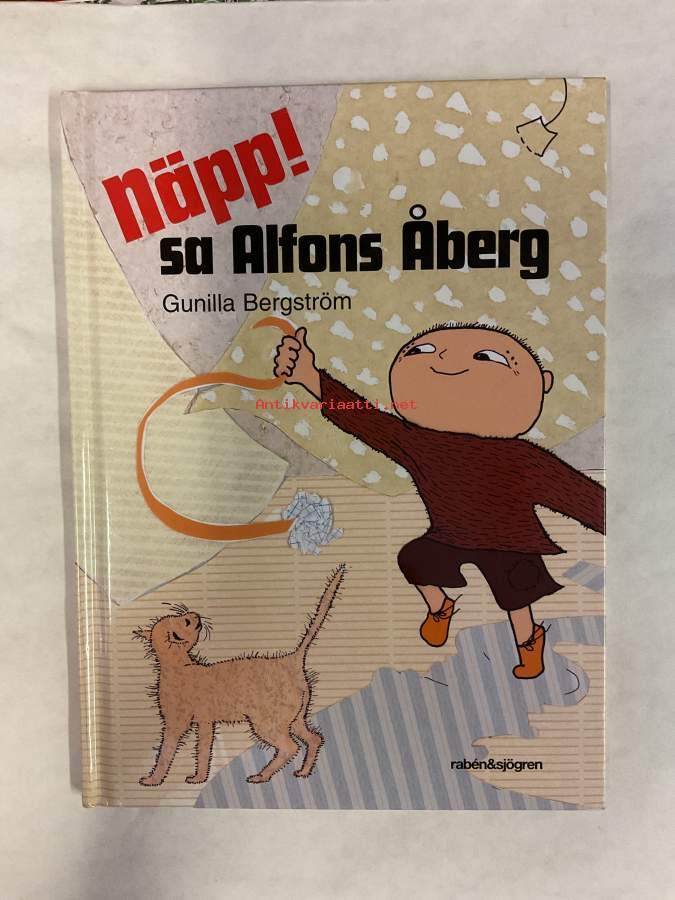 Näpp!
sa Alfons Åberg
Gunilla Bergström
Antikvariaatti.net
rabén&sjögren